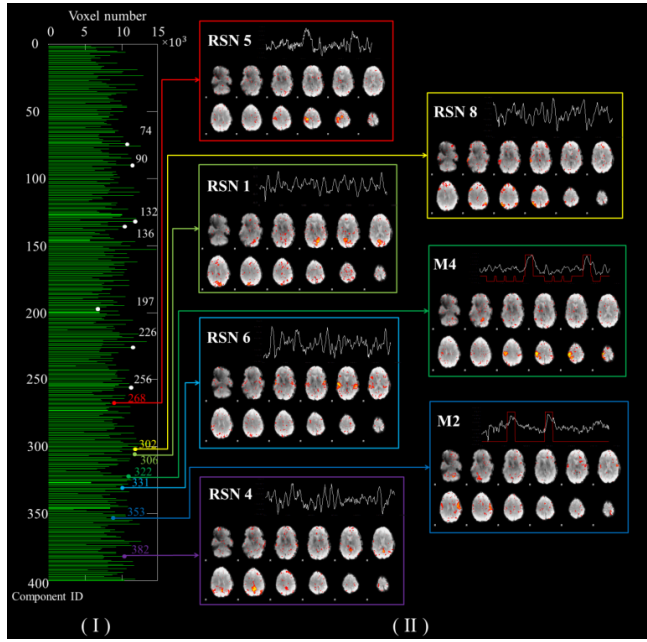 Voxel number
0 5 10 15 ×10³
0
50
100
150
200
250
300
350
400
Component ID
74
90
132
136
197
226
256
268
302
306
322
331
353
382
RSN 5
RSN 8
RSN 1
M4
RSN 6
M2
RSN 4
( I )
( II )